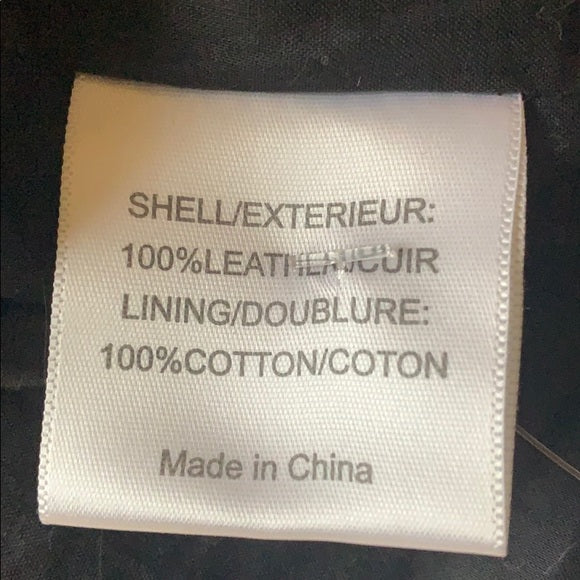 SHELL/EXTERIEUR:
100%LEATHER/CUIR
LINING/DOUBLURE:
100%COTTON/COTON
Made in China